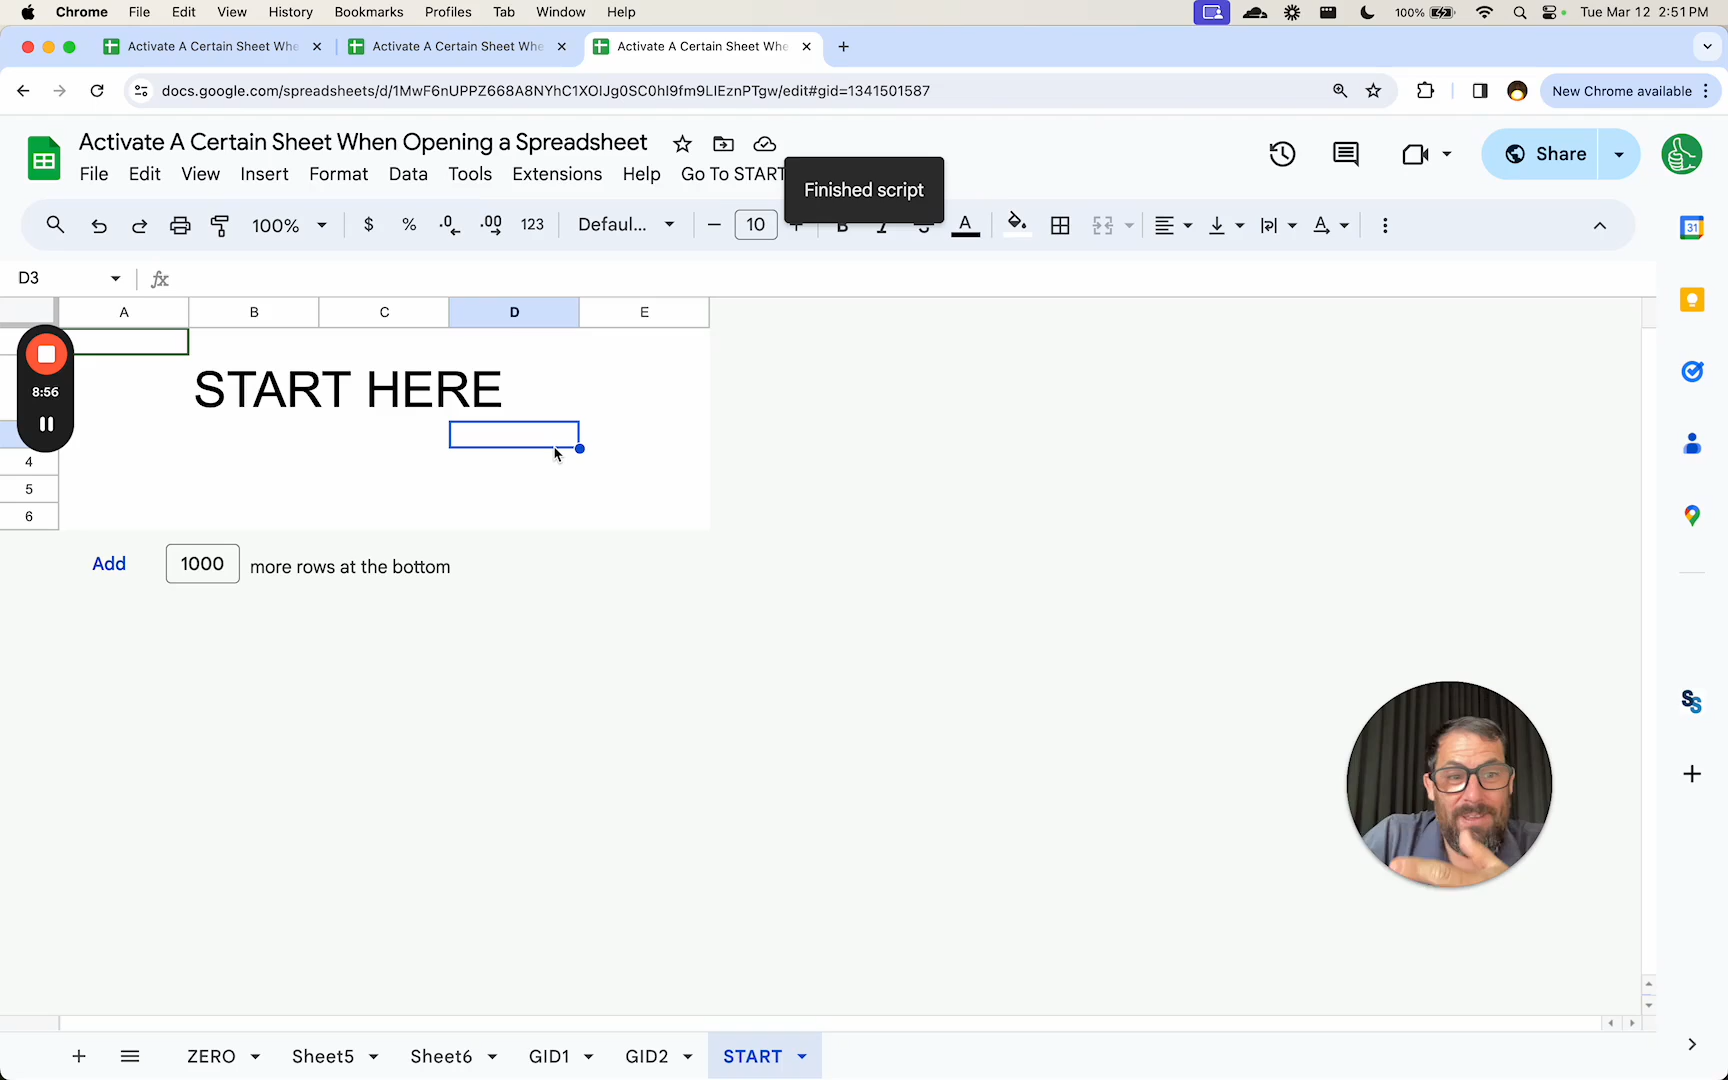 Chrome File Edit View History Bookmarks Profiles Tab Window Help 100% Tue Mar 12 2:51 PM
Activate A Certain Sheet Whe Activate A Certain Sheet Whe Activate A Certain Sheet Whe
docs.google.com/spreadsheets/d/1MwF6nUPPZ668A8NYhC1XOIJg0SC0hl9fm9LIEznPTgw/edit#gid=1341501587 New Chrome available
Activate A Certain Sheet When Opening a Spreadsheet
Share
File Edit View Insert Format Data Tools Extensions Help Go To START
Finished script
100% $ % .0 .00 123 Defaul... 10 B I S A A
31
D3 fx
A B C D E
START HERE
8:56
4
5
6
Add 1000 more rows at the bottom
SS
ZERO Sheet5 Sheet6 GID1 GID2 START